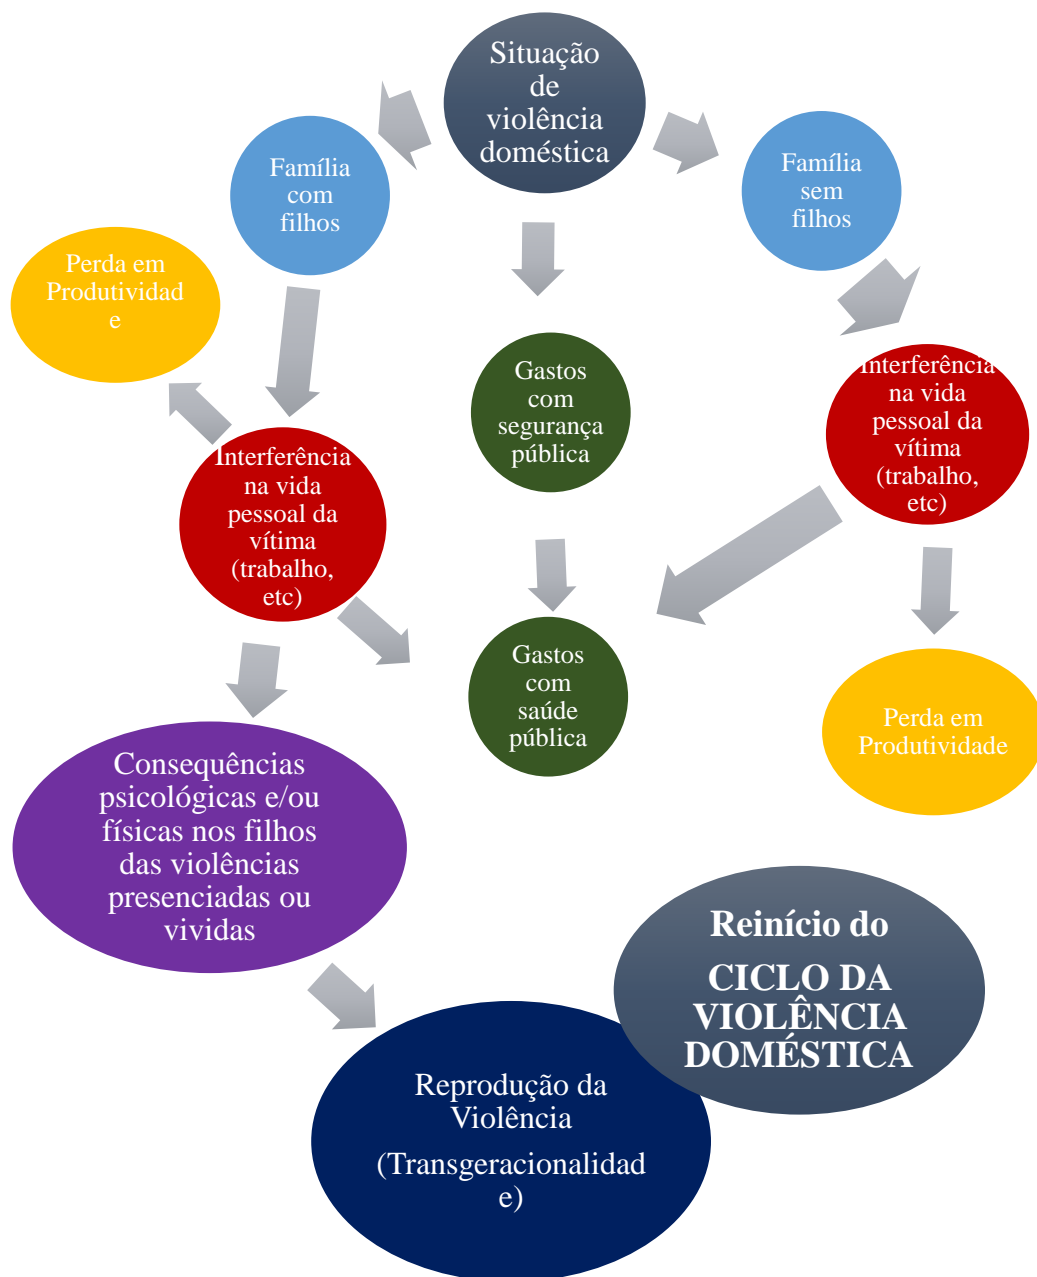 Situação
de
violência
doméstica
Família
com
filhos
Família
sem
filhos
Perda em
Produtividad
e
Gastos
com
segurança
pública
Interferência
na vida
pessoal da
vítima
(trabalho,
etc)
Interferência
na vida
pessoal da
vítima
(trabalho,
etc)
Gastos
com
saúde
pública
Perda em
Produtividade
Consequências
psicológicas e/ou
físicas nos filhos
das violências
presenciadas ou
vividas
Reinício do
CICLO DA
VIOLÊNCIA
DOMÉSTICA
Reprodução da
Violência
(Transgeracionalidad
e)